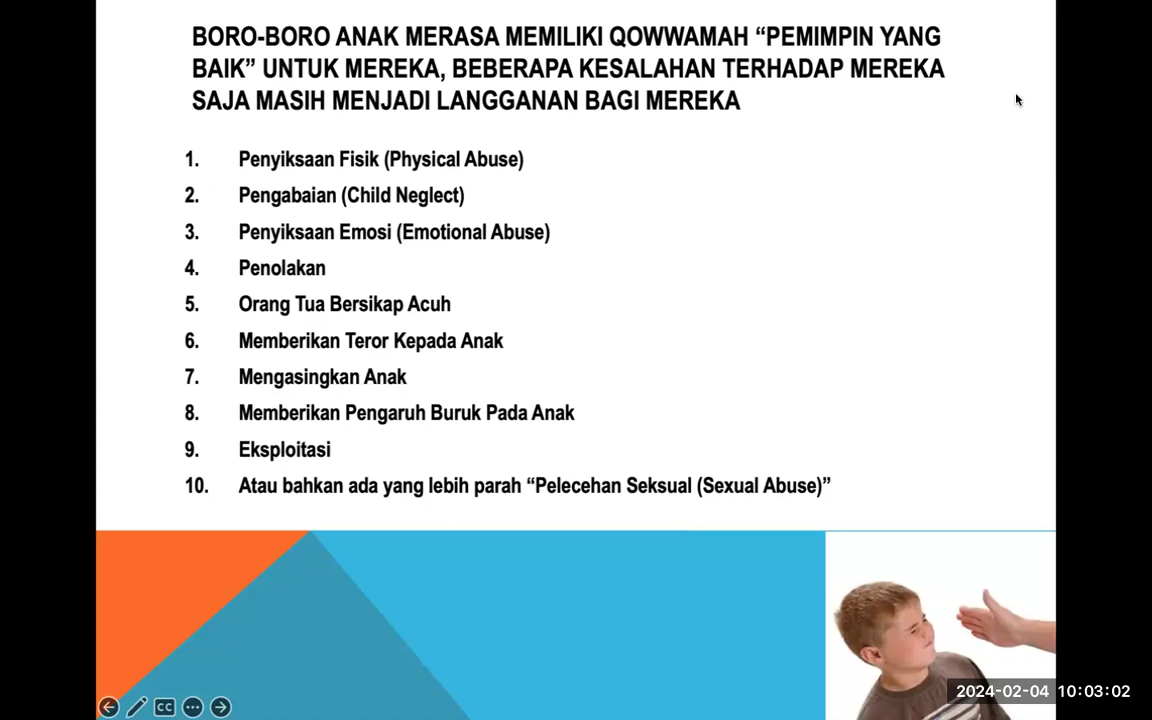 BORO-BORO ANAK MERASA MEMILIKI QOWWAMAH “PEMIMPIN YANG
BAIK” UNTUK MEREKA, BEBERAPA KESALAHAN TERHADAP MEREKA
SAJA MASIH MENJADI LANGGANAN BAGI MEREKA
1. Penyiksaan Fisik (Physical Abuse)
2. Pengabaian (Child Neglect)
3. Penyiksaan Emosi (Emotional Abuse)
4. Penolakan
5. Orang Tua Bersikap Acuh
6. Memberikan Teror Kepada Anak
7. Mengasingkan Anak
8. Memberikan Pengaruh Buruk Pada Anak
9. Eksploitasi
10. Atau bahkan ada yang lebih parah “Pelecehan Seksual (Sexual Abuse)”
CC
2024-02-04 10:03:02